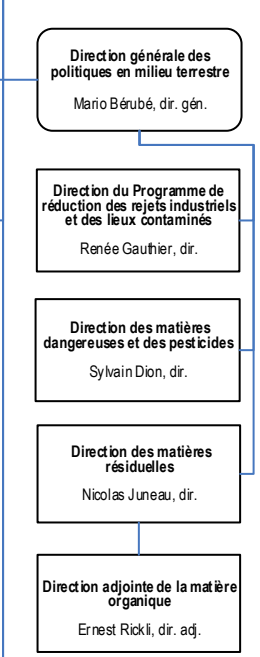 Direction générale des
politiques en milieu terrestre
Mario Bérubé, dir. gén.
Direction du Programme de
réduction des rejets industriels
et des lieux contaminés
Renée Gauthier, dir.
Direction des matières
dangereuses et des pesticides
Sylvain Dion, dir.
Direction des matières
résiduelles
Nicolas Juneau, dir.
Direction adjointe de la matière
organique
Ernest Rickli, dir. adj.